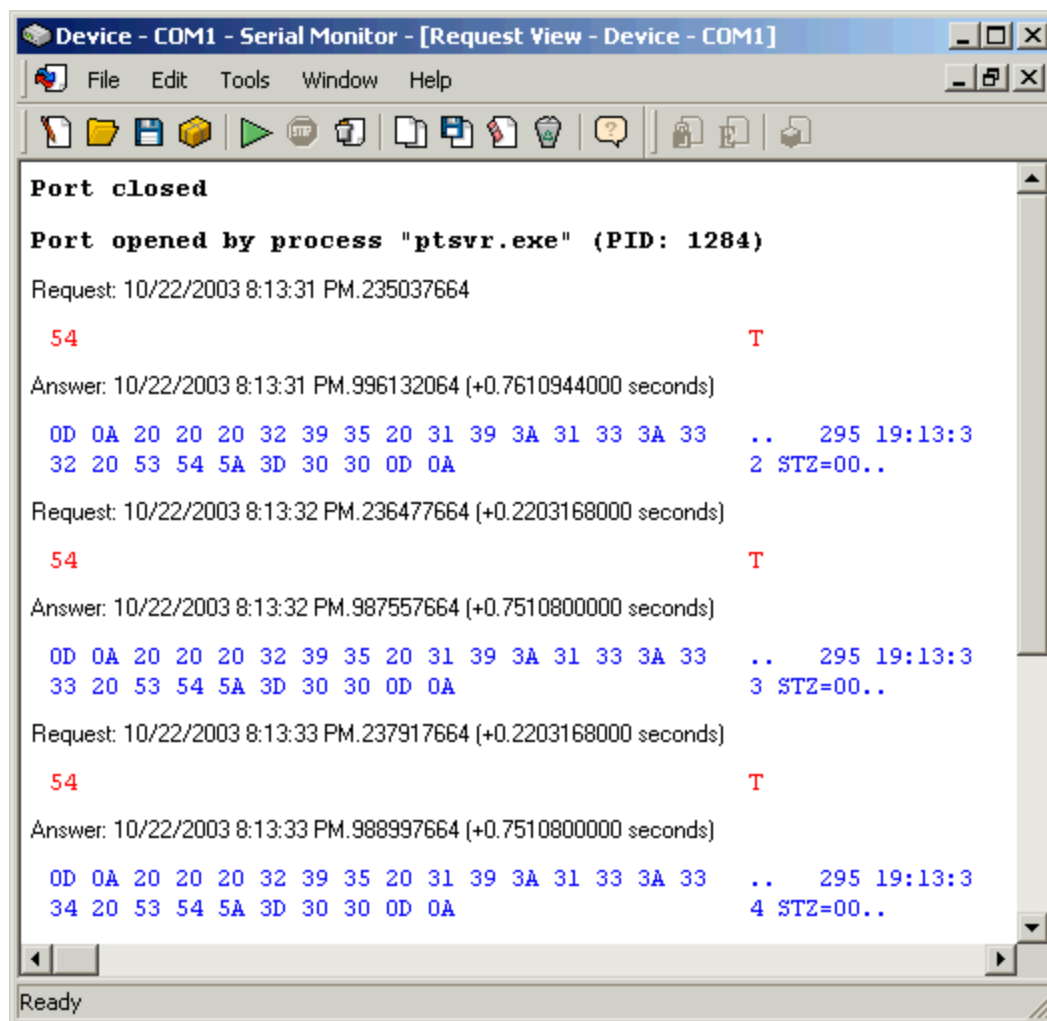 Device - COM1 - Serial Monitor - [Request View - Device - COM1]
File Edit Tools Window Help
Port closed
Port opened by process "ptsvr.exe" (PID: 1284)
Request: 10/22/2003 8:13:31 PM.235037664
54 T
Answer: 10/22/2003 8:13:31 PM.996132064 (+0.7610944000 seconds)
0D 0A 20 20 20 32 39 35 20 31 39 3A 31 33 3A 33 ..   295 19:13:3
32 20 53 54 5A 3D 30 30 0D 0A 2 STZ=00..
Request: 10/22/2003 8:13:32 PM.236477664 (+0.2203168000 seconds)
54 T
Answer: 10/22/2003 8:13:32 PM.987557664 (+0.7510800000 seconds)
0D 0A 20 20 20 32 39 35 20 31 39 3A 31 33 3A 33 ..   295 19:13:3
33 20 53 54 5A 3D 30 30 0D 0A 3 STZ=00..
Request: 10/22/2003 8:13:33 PM.237917664 (+0.2203168000 seconds)
54 T
Answer: 10/22/2003 8:13:33 PM.988997664 (+0.7510800000 seconds)
0D 0A 20 20 20 32 39 35 20 31 39 3A 31 33 3A 33 ..   295 19:13:3
34 20 53 54 5A 3D 30 30 0D 0A 4 STZ=00..
Ready